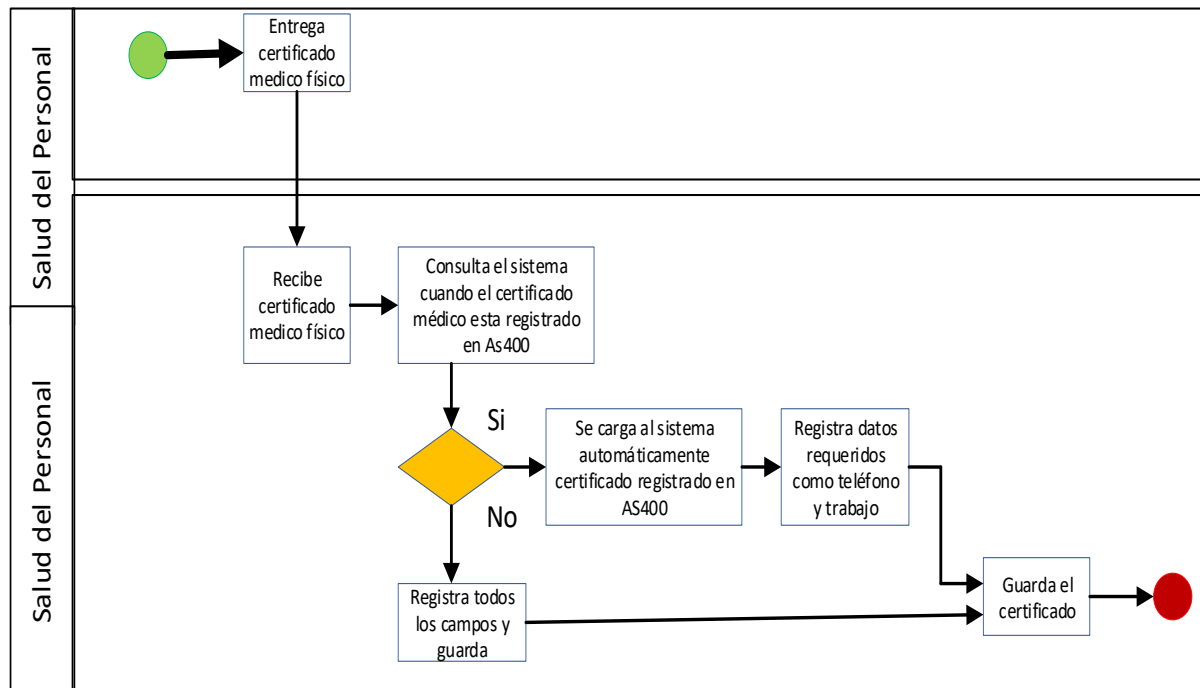 Salud del Personal
Entrega
certificado
medico físico
Salud del Personal
Recibe
certificado
medico físico
Consulta el sistema
cuando el certificado
médico esta registrado
en As400
Si
No
Se carga al sistema
automáticamente
certificado registrado en
AS400
Registra datos
requeridos
como teléfono
y trabajo
Registra todos
los campos y
guarda
Guarda el
certificado